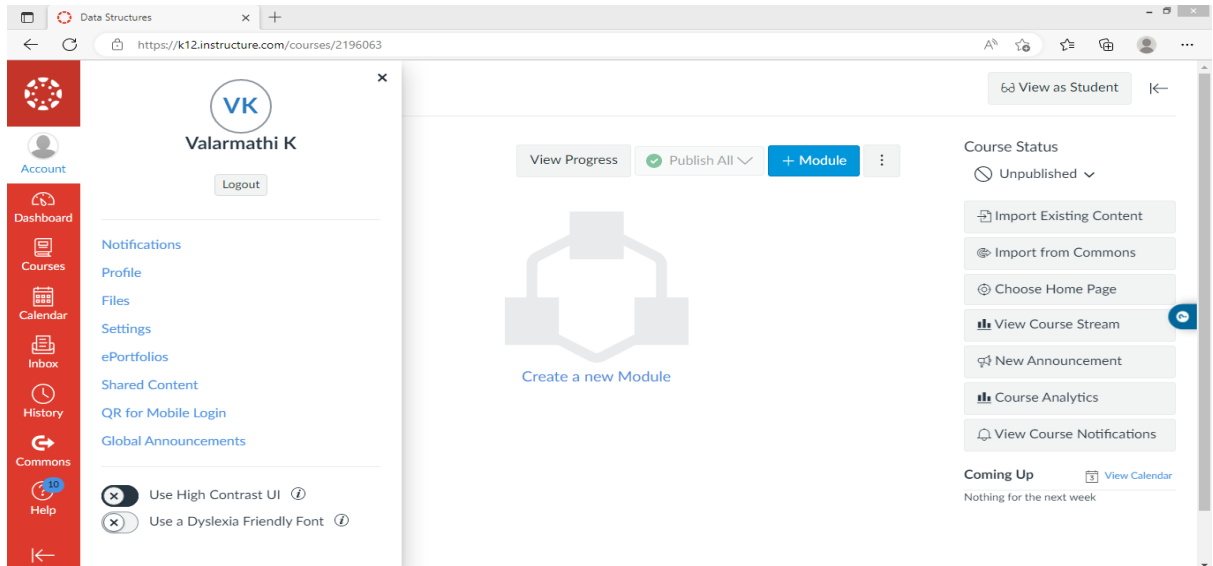 Data Structures
https://k12.instructure.com/courses/2196063
VK
Valarmathi K
Logout
Notifications
Profile
Files
Settings
ePortfolios
Shared Content
QR for Mobile Login
Global Announcements
Use High Contrast UI
Use a Dyslexia Friendly Font
Account
Dashboard
Courses
Calendar
Inbox
History
Commons
10
Help
View as Student
View Progress
Publish All
+ Module
Create a new Module
Course Status
Unpublished
Import Existing Content
Import from Commons
Choose Home Page
View Course Stream
New Announcement
Course Analytics
View Course Notifications
Coming Up
3 View Calendar
Nothing for the next week